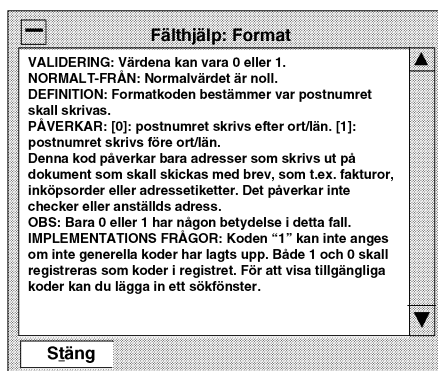 Fälthjälp: Format
VALIDERING: Värdena kan vara 0 eller 1.
NORMALT-FRÅN: Normalvärdet är noll.
DEFINITION: Formatkoden bestämmer var postnumret
skall skrivas.
PÅVERKAR: [0]: postnumret skrivs efter ort/län. [1]:
postnumret skrivs före ort/län.
Denna kod påverkar bara adresser som skrivs ut på
dokument som skall skickas med brev, som t.ex. fakturor,
inköpsorder eller adressetiketter. Det påverkar inte
checker eller anställds adress.
OBS: Bara 0 eller 1 har någon betydelse i detta fall.
IMPLEMENTATIONS FRÅGOR: Koden “1” kan inte anges
om inte generella koder har lagts upp. Både 1 och 0 skall
registreras som koder i registret. För att visa tillgängliga
koder kan du lägga in ett sökfönster.
Stäng